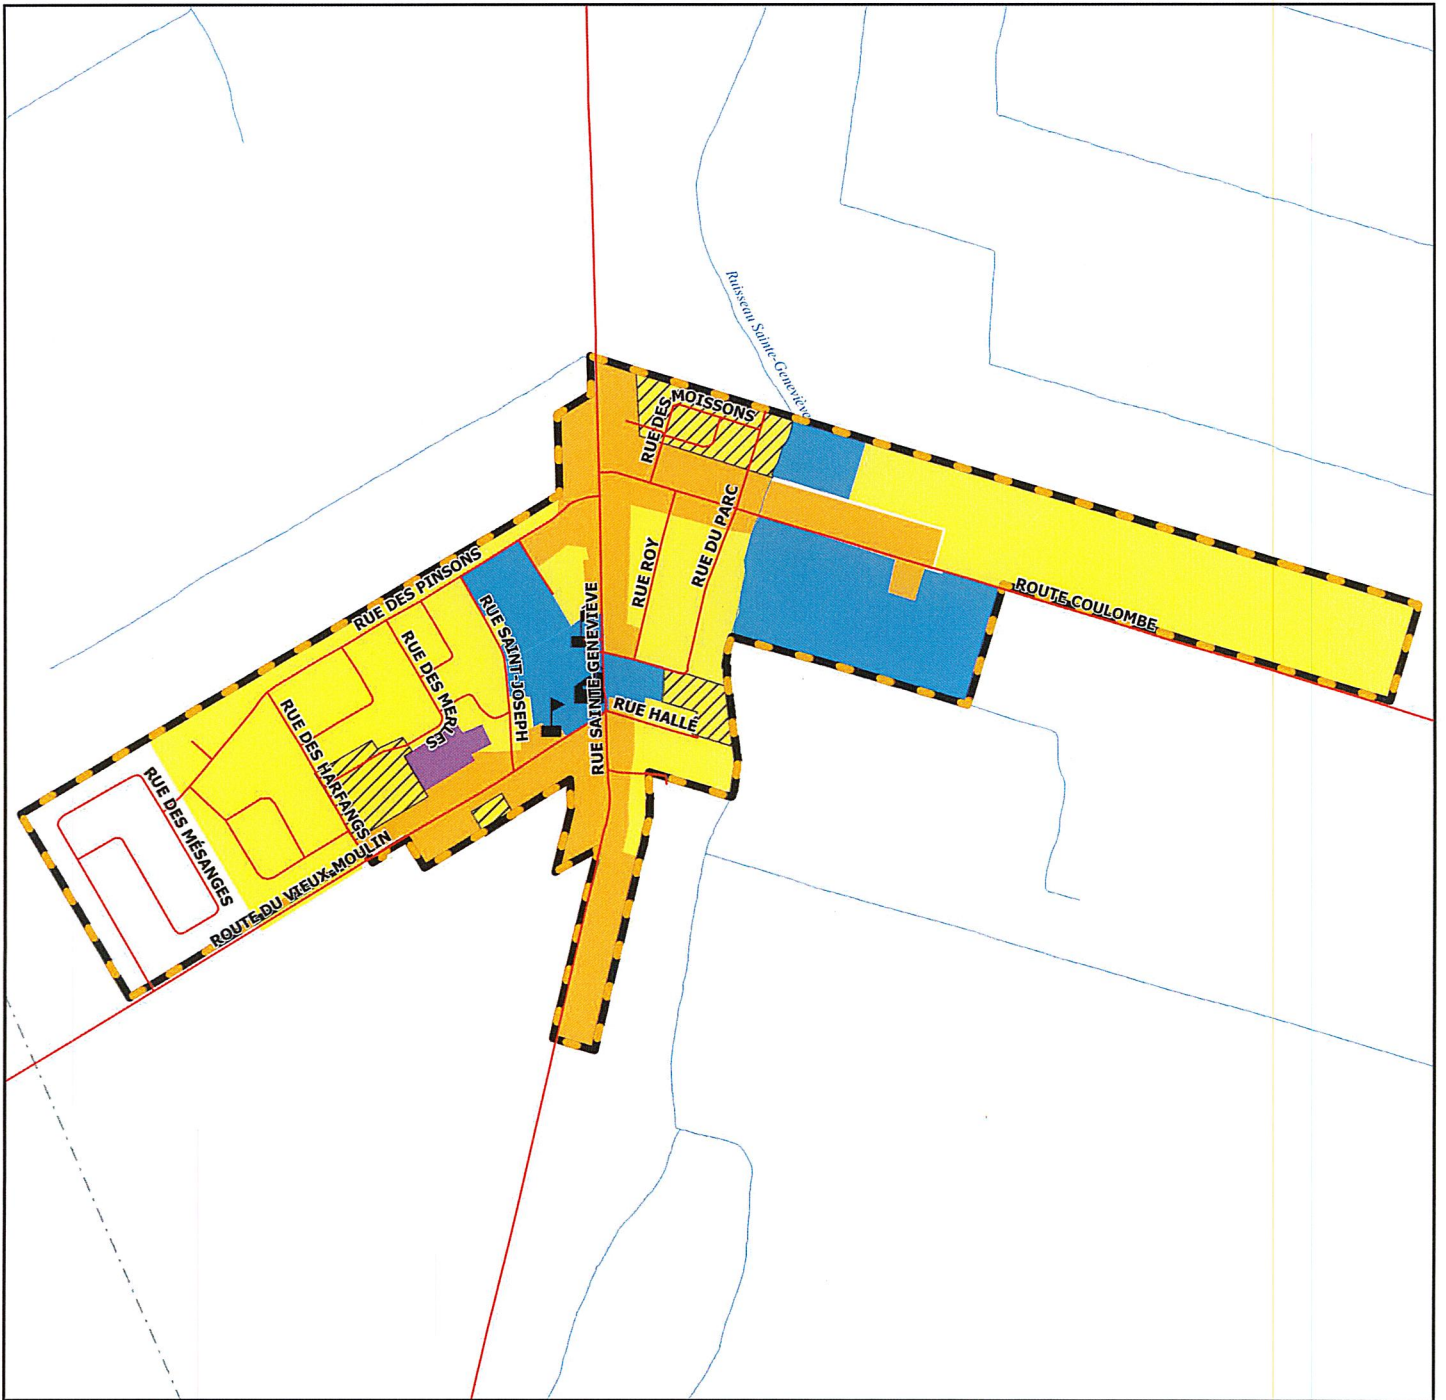 Ruisseau Sainte-Geneviève
RUE DES MOISSONS
RUE DU PARC
RUE ROY
RUE DES PINSONS
RUE SAINT-JOSEPH
RUE SAINTE-GENEVIÈVE
ROUTE COULOMBE
RUE DES MERLES
RUE HALLÉ
RUE DES HARFANGS
RUE DES MÉSANGES
ROUTE DU VIEUX-MOULIN